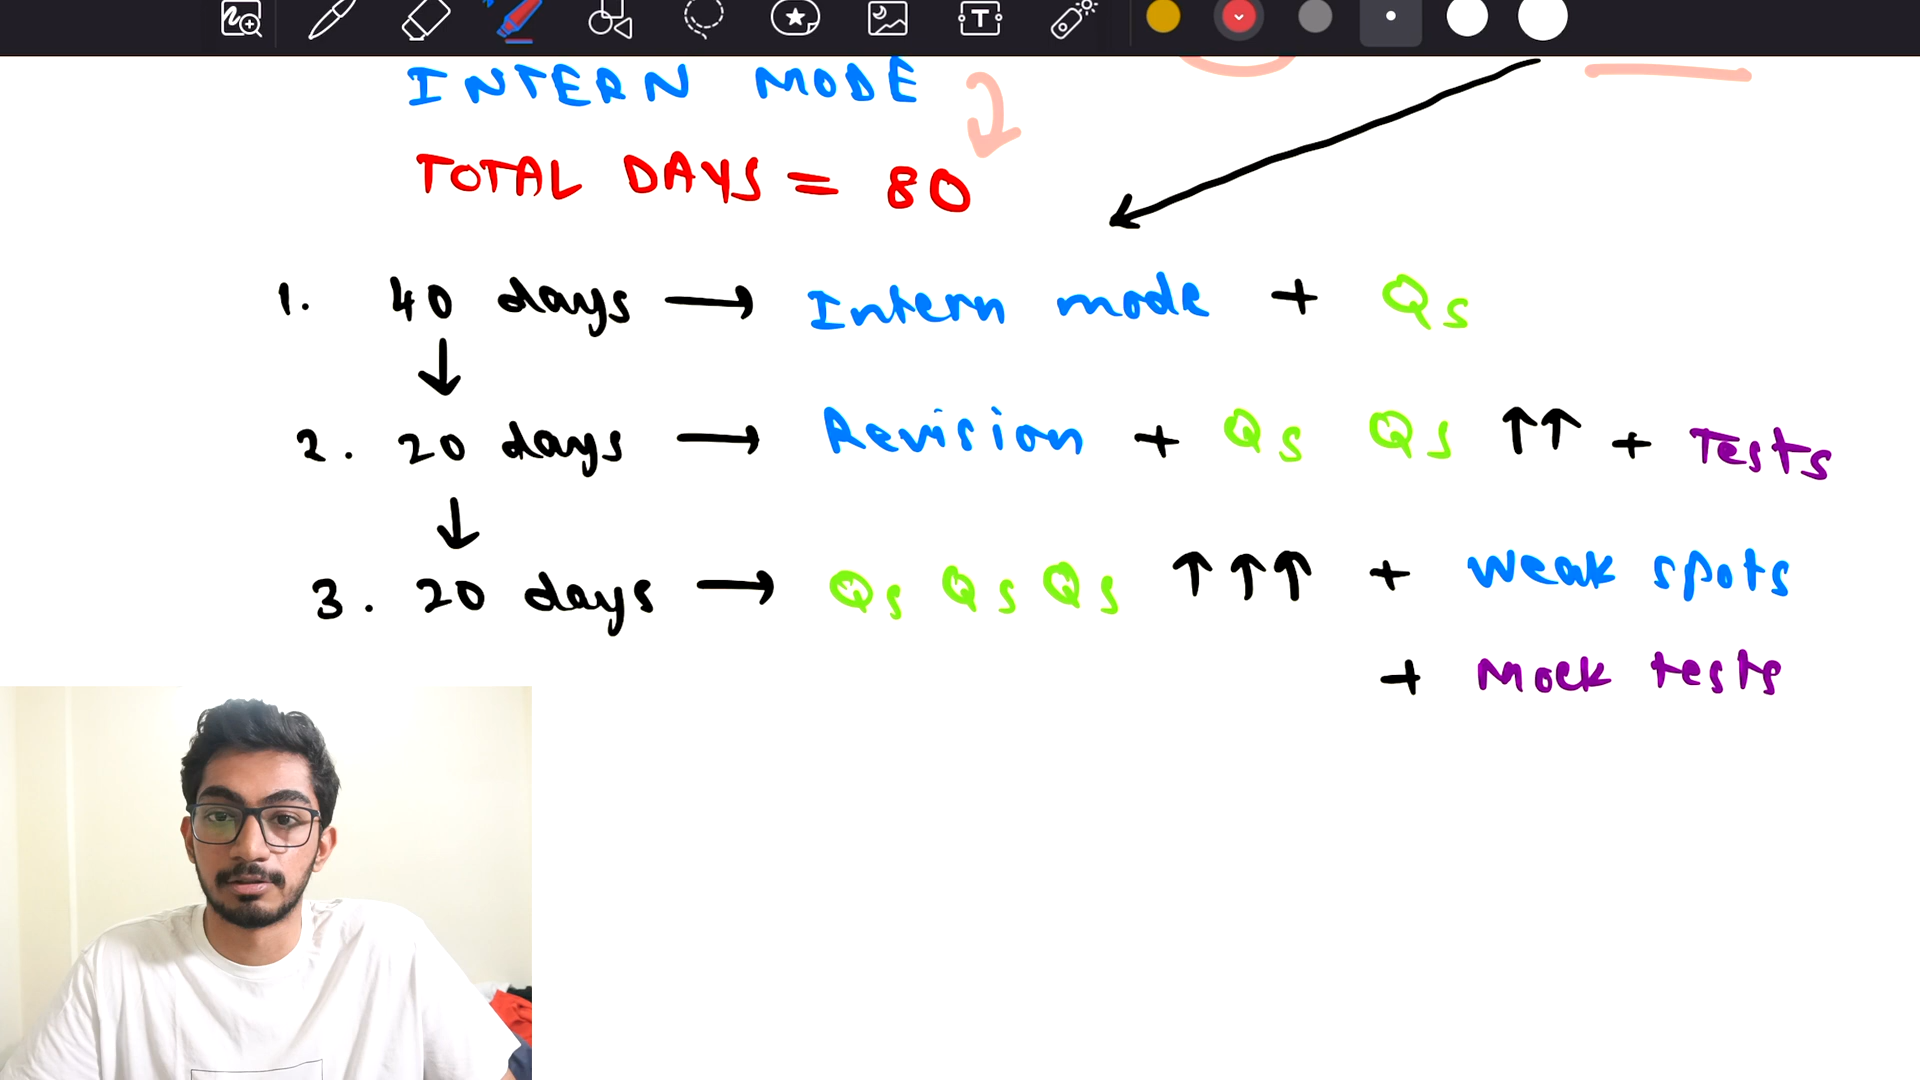 INTERN MODE
TOTAL DAYS = 80
1. 40 days → Intern mode + Qs
↓
2. 20 days → Revision + Qs Qs ↑↑ + Tests
↓
3. 20 days → Qs Qs Qs ↑↑↑ + Weak spots
+ Mock tests